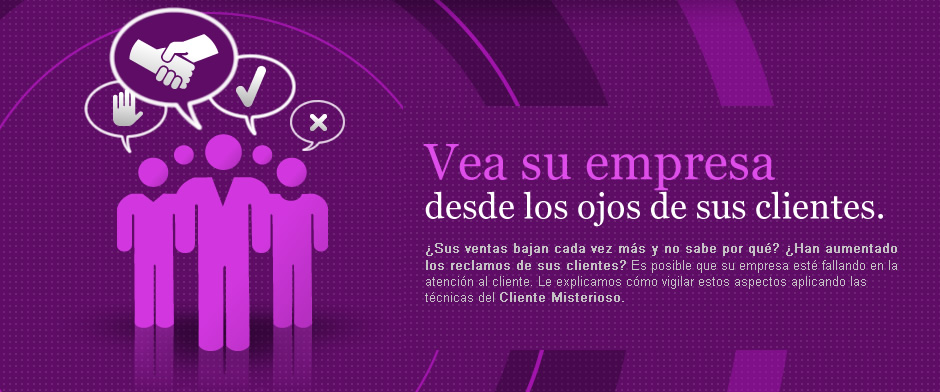 Vea su empresa
desde los ojos de sus clientes.
¿Sus ventas bajan cada vez más y no sabe por qué? ¿Han aumentado
los reclamos de sus clientes? Es posible que su empresa esté fallando en la
atención al cliente. Le explicamos cómo vigilar estos aspectos aplicando las
técnicas del Cliente Misterioso.